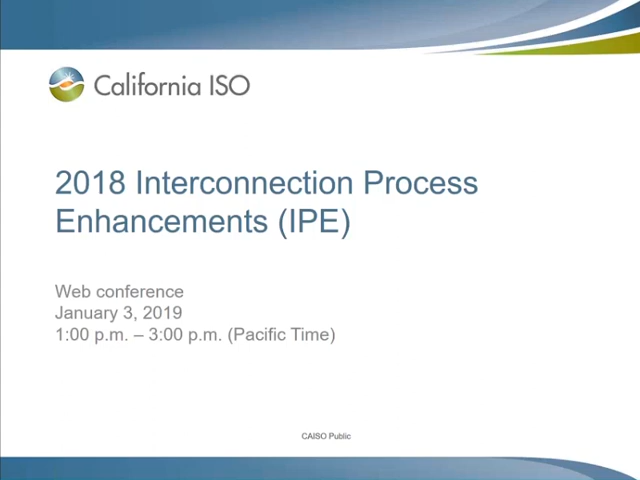 California ISO
2018 Interconnection Process
Enhancements (IPE)
Web conference
January 3, 2019
1:00 p.m. – 3:00 p.m. (Pacific Time)
CAISO Public